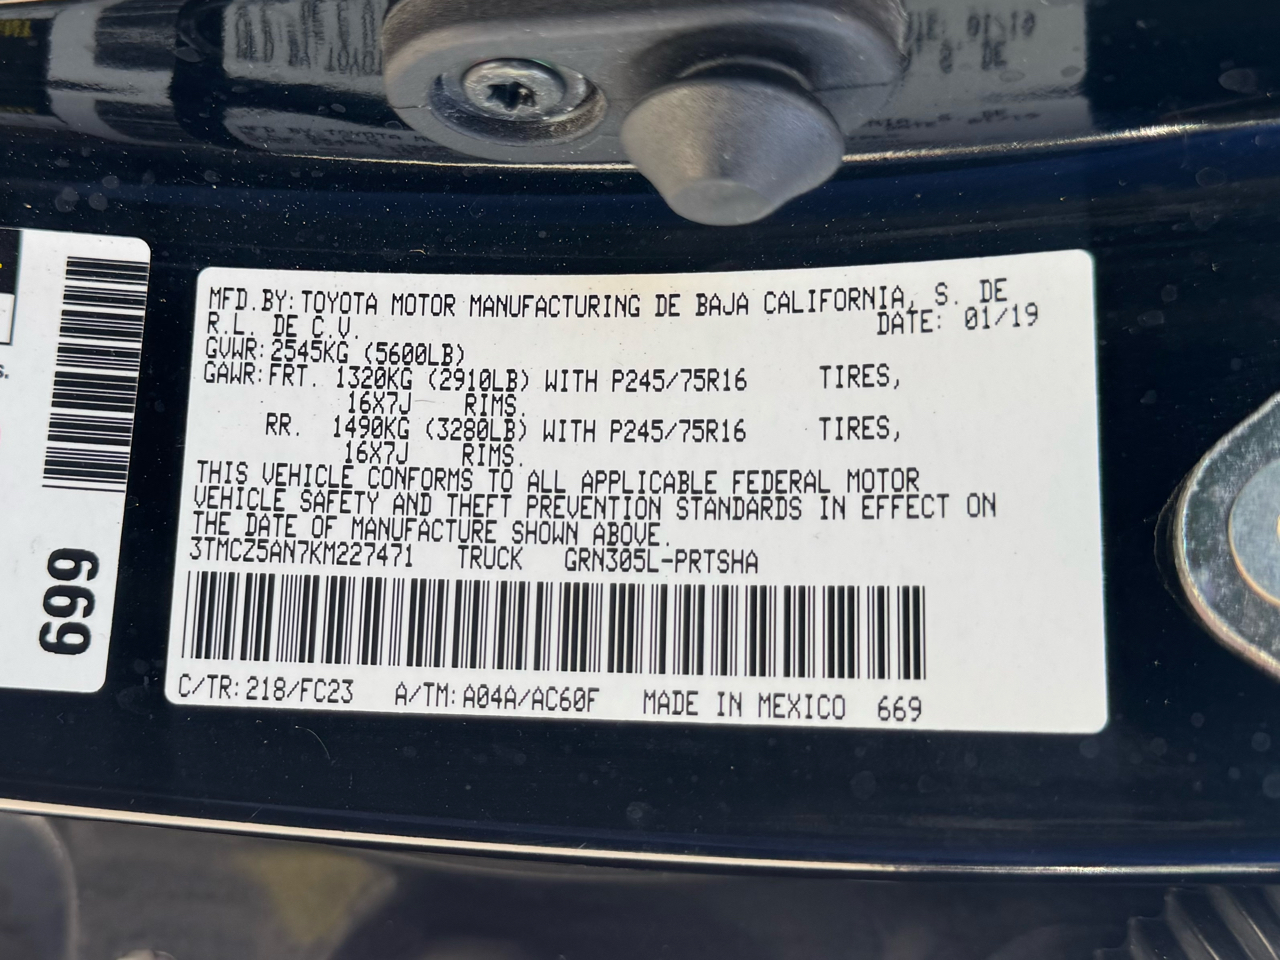 MFD.BY:TOYOTA MOTOR MANUFACTURING DE BAJA CALIFORNIA, S. DE
R.L. DE C.V. DATE: 01/19
GVWR:2545KG (5600LB)
GAWR:FRT. 1320KG (2910LB) WITH P245/75R16 TIRES,
16X7J RIMS.
RR. 1490KG (3280LB) WITH P245/75R16 TIRES,
16X7J RIMS.
THIS VEHICLE CONFORMS TO ALL APPLICABLE FEDERAL MOTOR
VEHICLE SAFETY AND THEFT PREVENTION STANDARDS IN EFFECT ON
THE DATE OF MANUFACTURE SHOWN ABOVE.
3TMCZ5AN7KM227471 TRUCK GRN305L-PRTSHA
C/TR:218/FC23 A/TM:A04A/AC60F MADE IN MEXICO 669
669